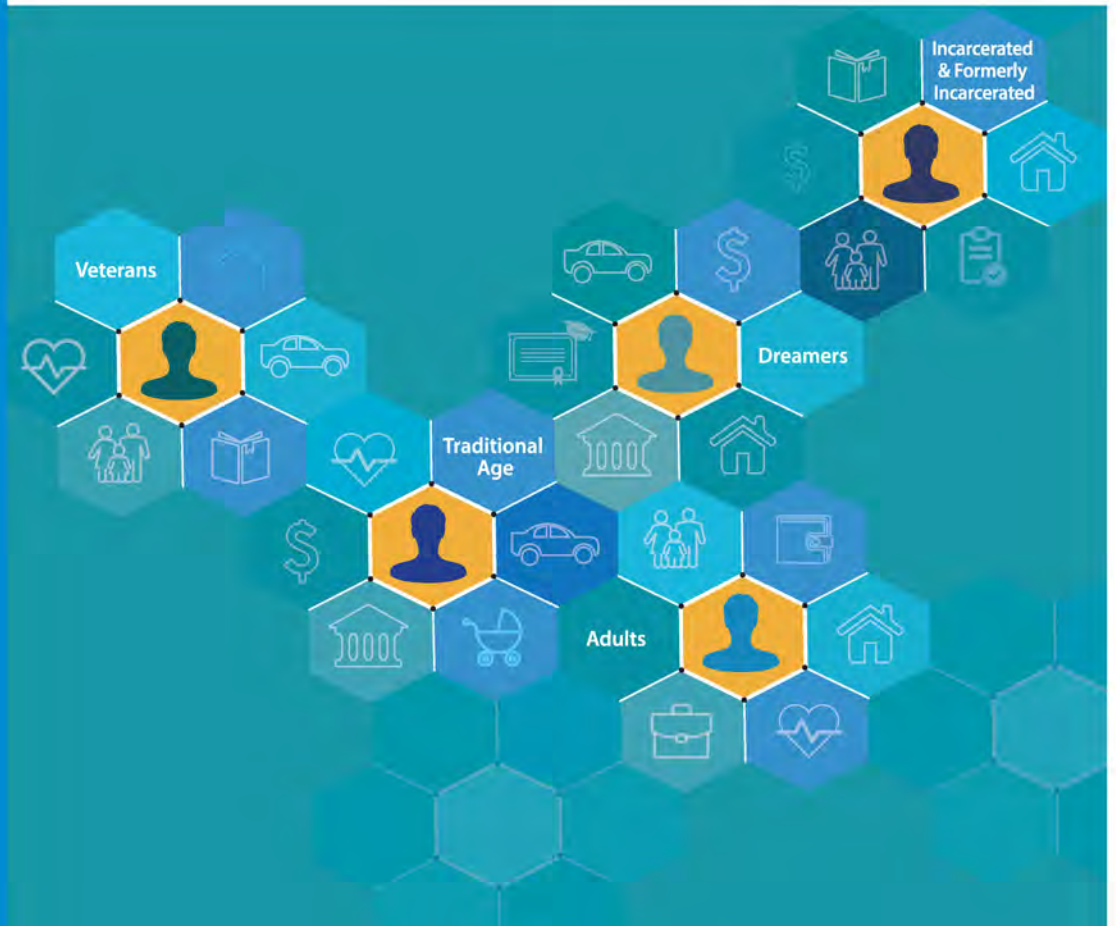 Incarcerated
& Formerly
Incarcerated
Veterans
Dreamers
Traditional
Age
Adults